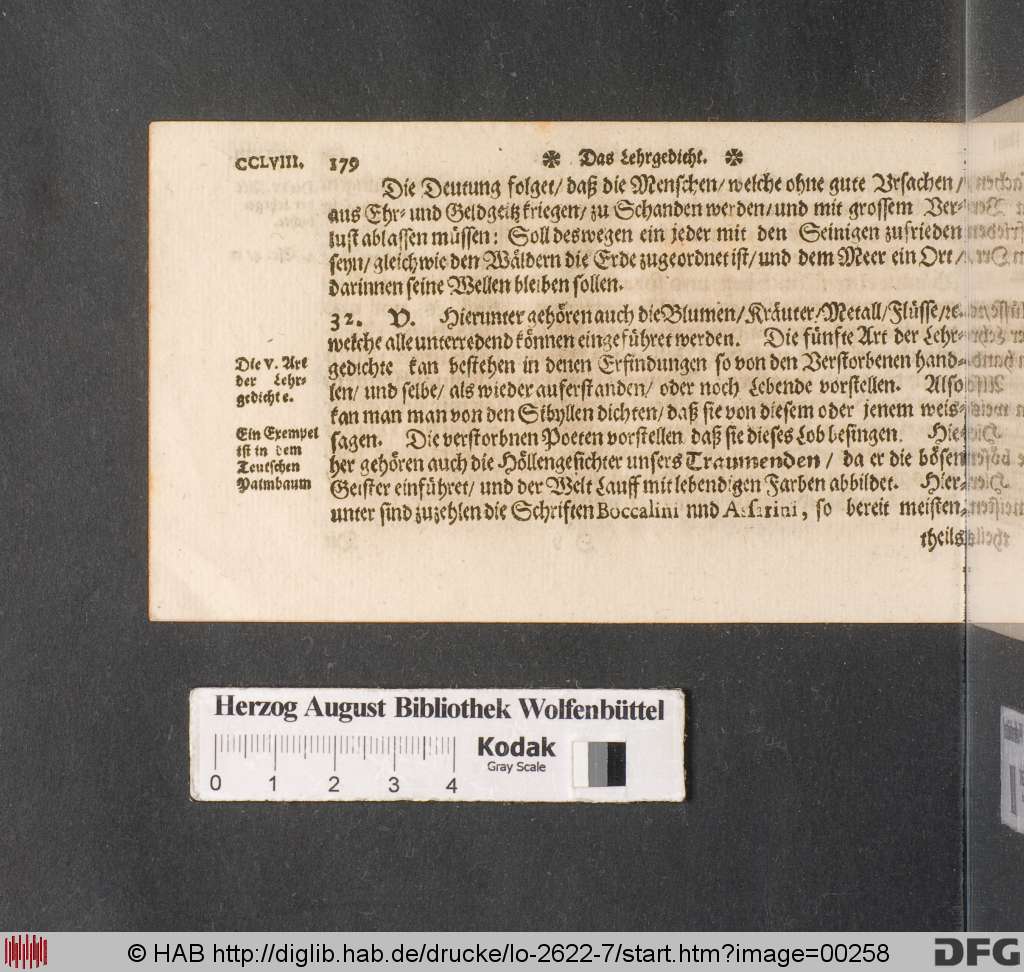 CCLVIII. 179 ✼ Das Lehrgedicht. ✼
Die Deutung folget/ daß die Menschen/ welche ohne gute Vrsachen/
aus Ehr- und Geldgeitz kriegen/ zu Schanden werden/ und mit grossem Ver-
lust ablassen müssen: Soll deswegen ein jeder mit den Seinigen zufrieden
seyn/ gleich wie den Wäldern die Erde zugeordnet ist/ und dem Meer ein Ort/
darinnen seine Wellen bleiben sollen.
32. V. Hierunter gehören auch die Blumen/ Kräuter/ Metall/ Flüsse/ ꝛc.
welche alle unterredend können eingeführet werden. Die fünfte Art der Lehr-
gedichte kan bestehen in denen Erfindungen so von den Verstorbenen hand-
len/ und selbe/ als wieder auferstanden/ oder noch Lebende vorstellen. Also
kan man man von den Sibyllen dichten/ daß sie von diesem oder jenem weis-
sagen. Die verstorbnen Poeten vorstellen daß sie dieses Lob besingen. Hie-
her gehören auch die Höllengesichter unsers Traumenden/ da er die bösen
Geister einführet/ und der Welt Lauff mit lebendigen Farben abbildet. Hier-
unter sind zuzehlen die Schriften Boccalini nnd Assarini, so bereit meisten-
theils
Die V. Art
der Lehr-
gedichte.
Ein Exempel
ist in dem
Teutschen
Palmbaum
Herzog August Bibliothek Wolfenbüttel
Kodak
Gray Scale
0 1 2 3 4
© HAB http://diglib.hab.de/drucke/lo-2622-7/start.htm?image=00258
DFG